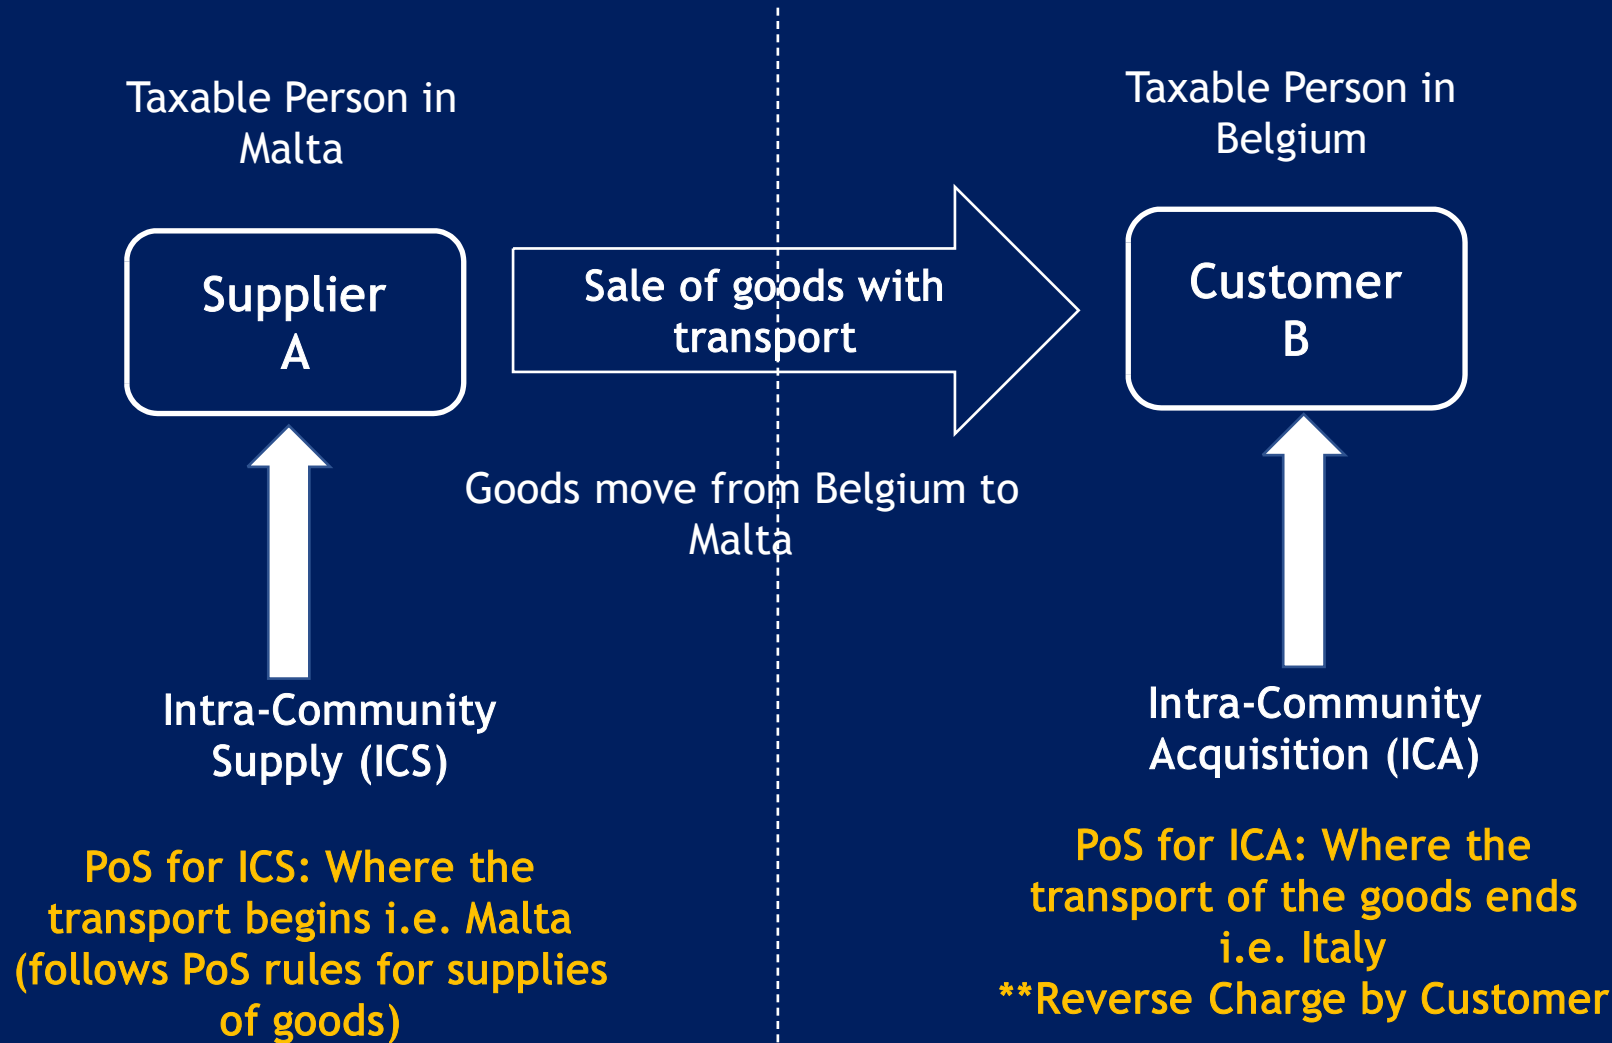 Taxable Person in
Malta
Taxable Person in
Belgium
Supplier
A
Sale of goods with
transport
Customer
B
Goods move from Belgium to
Malta
Intra-Community
Supply (ICS)
Intra-Community
Acquisition (ICA)
PoS for ICS: Where the
transport begins i.e. Malta
(follows PoS rules for supplies
of goods)
PoS for ICA: Where the
transport of the goods ends
i.e. Italy
**Reverse Charge by Customer